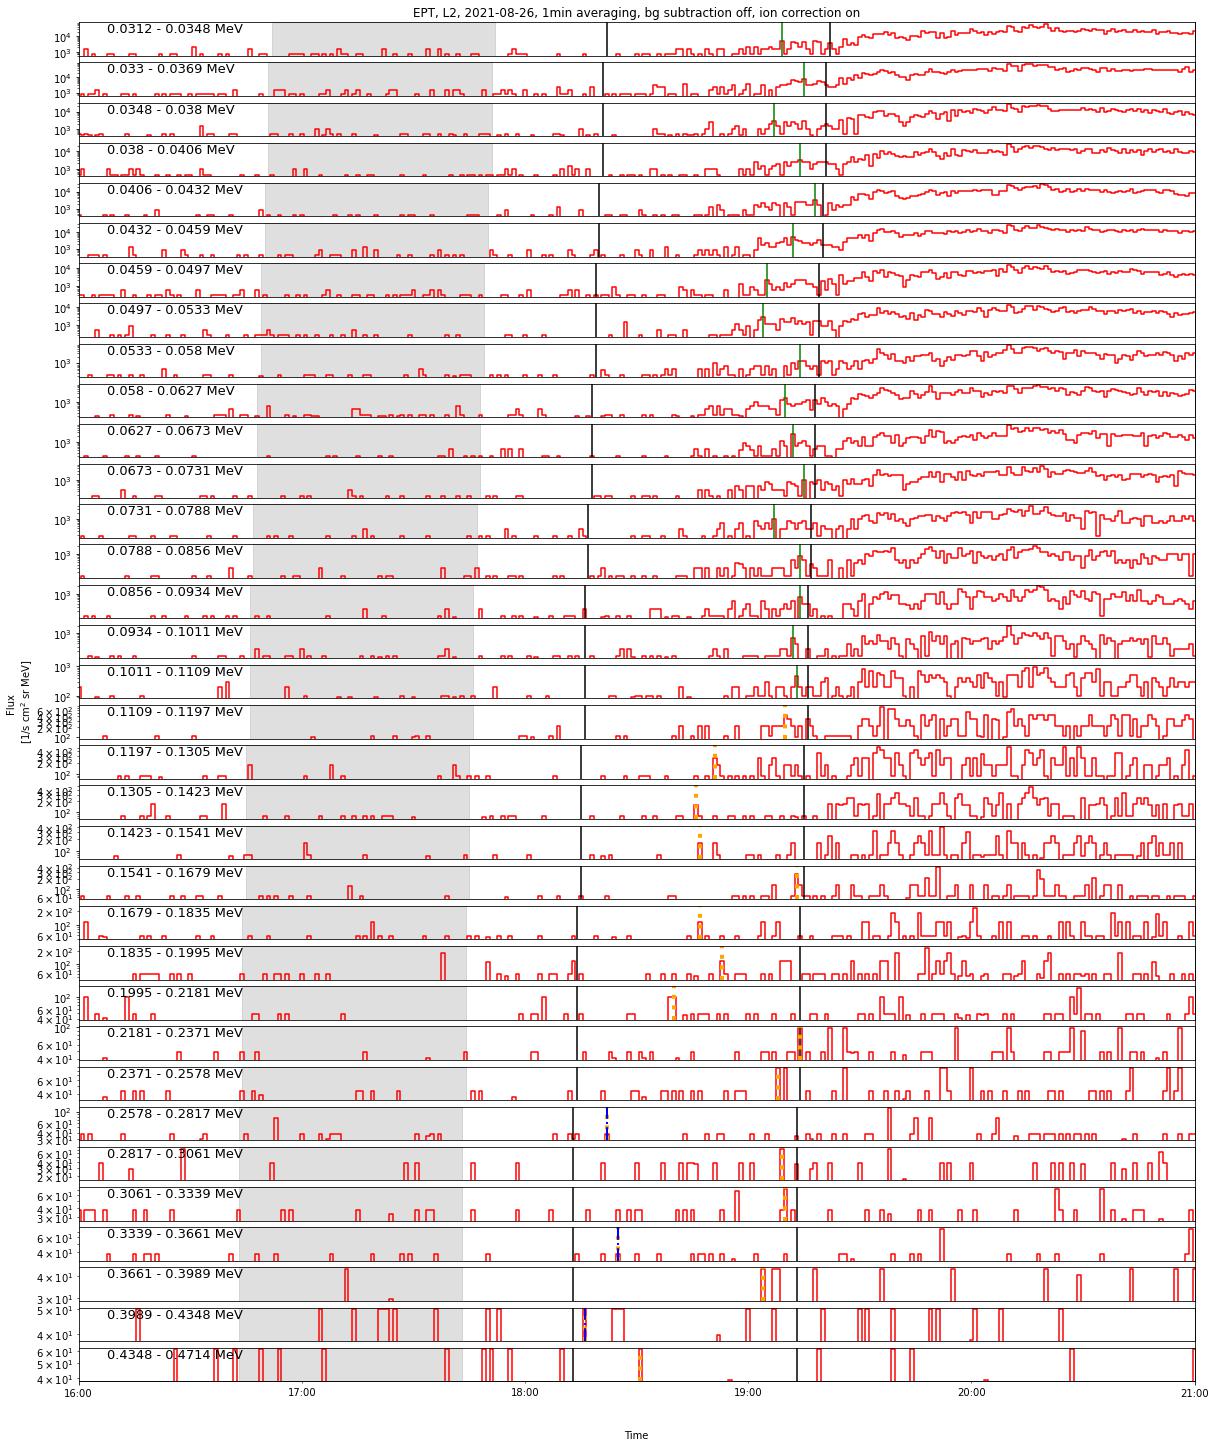 EPT, L2, 2021-08-26, 1min averaging, bg subtraction off, ion correction on
0.0312 - 0.0348 MeV
0.033 - 0.0369 MeV
0.0348 - 0.038 MeV
0.038 - 0.0406 MeV
0.0406 - 0.0432 MeV
0.0432 - 0.0459 MeV
0.0459 - 0.0497 MeV
0.0497 - 0.0533 MeV
0.0533 - 0.058 MeV
0.058 - 0.0627 MeV
0.0627 - 0.0673 MeV
0.0673 - 0.0731 MeV
0.0731 - 0.0788 MeV
0.0788 - 0.0856 MeV
0.0856 - 0.0934 MeV
0.0934 - 0.1011 MeV
0.1011 - 0.1109 MeV
0.1109 - 0.1197 MeV
0.1197 - 0.1305 MeV
0.1305 - 0.1423 MeV
0.1423 - 0.1541 MeV
0.1541 - 0.1679 MeV
0.1679 - 0.1835 MeV
0.1835 - 0.1995 MeV
0.1995 - 0.2181 MeV
0.2181 - 0.2371 MeV
0.2371 - 0.2578 MeV
0.2578 - 0.2817 MeV
0.2817 - 0.3061 MeV
0.3061 - 0.3339 MeV
0.3339 - 0.3661 MeV
0.3661 - 0.3989 MeV
0.3989 - 0.4348 MeV
0.4348 - 0.4714 MeV
Flux
[1/s cm² sr MeV]
16:00 17:00 18:00 19:00 20:00 21:00
Time